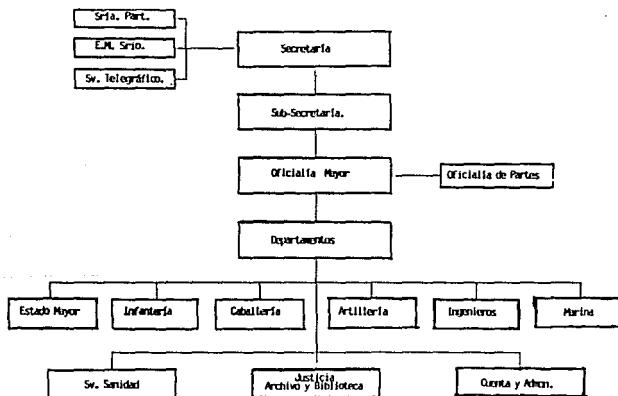 Sria. Part.
E.M. Srio.
Sv. Telegráfico.
Secretaría
Sub-Secretaría.
Oficialía Mayor
Oficialía de Partes
Departamentos
Estado Mayor
Infantería
Caballería
Artillería
Ingenieros
Marina
Sv. Sanidad
Justicia
Archivo y Biblioteca
Cuenta y Admon.